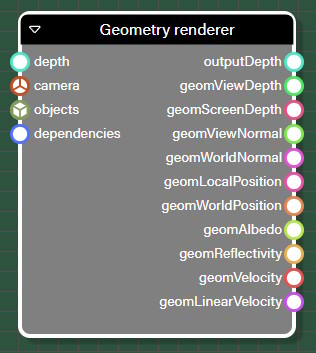 Geometry renderer
depth outputDepth
camera geomViewDepth
objects geomScreenDepth
dependencies geomViewNormal
geomWorldNormal
geomLocalPosition
geomWorldPosition
geomAlbedo
geomReflectivity
geomVelocity
geomLinearVelocity